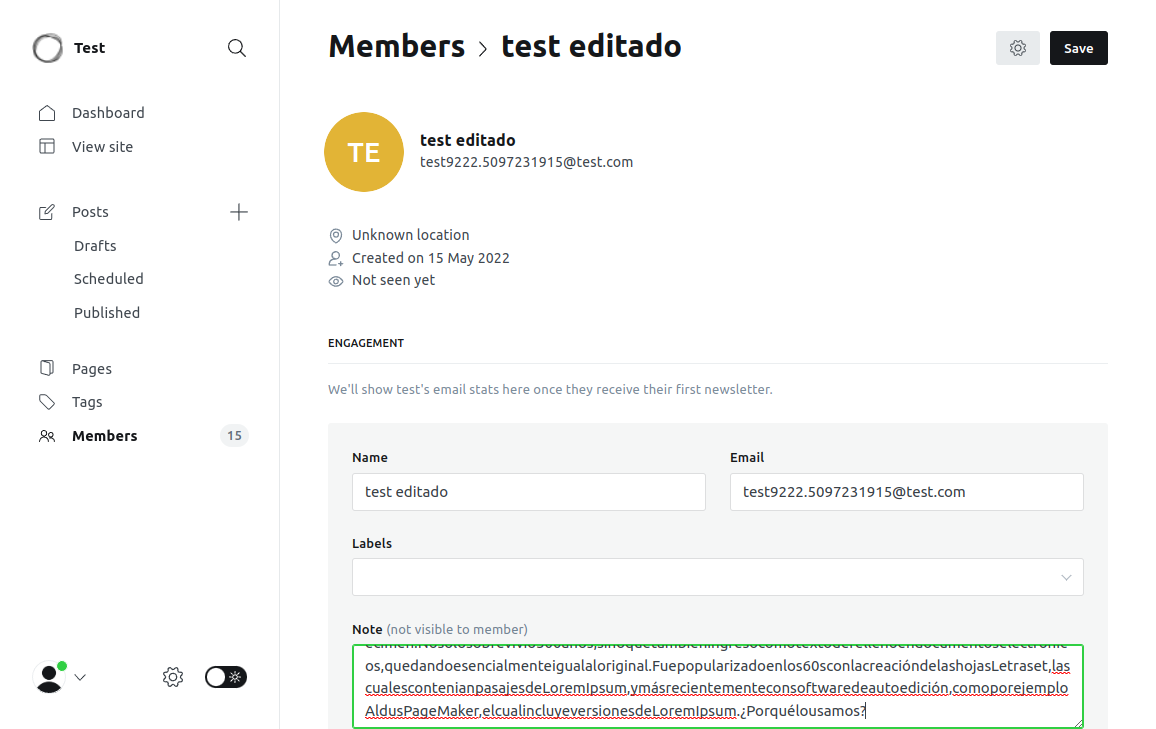 Test
Dashboard
View site
Posts
Drafts
Scheduled
Published
Pages
Tags
Members 15
Members > test editado
Save
TE
test editado
test9222.5097231915@test.com
Unknown location
Created on 15 May 2022
Not seen yet
ENGAGEMENT
We'll show test's email stats here once they receive their first newsletter.
Name
test editado
Email
test9222.5097231915@test.com
Labels
Note (not visible to member)
os,quedandoesencialmenteigualaloriginal.Fuepopularizadoenlos60sconlacreacióndelashojasLetraset,las
cualescontenianpasajesdeLoremIpsum,ymásrecientementeconsoftwaredeautoedición,comoporejemplo
AldusPageMaker,elcualincluyeversionesdeLoremIpsum.¿Porquélousamos?